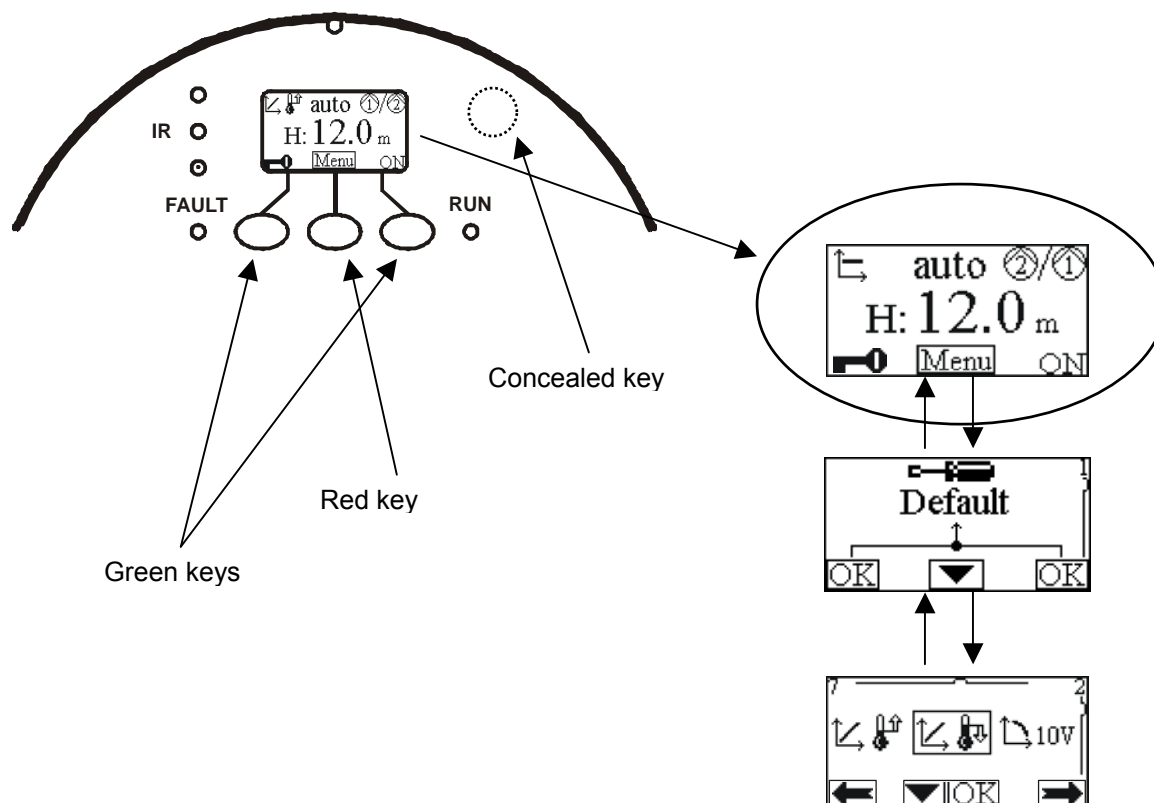 auto ①/②
H: 12.0 m
Menu ON
IR
FAULT
RUN
Concealed key
Red key
Green keys
auto ②/①
H: 12.0 m
Menu ON
1
Default
OK OK
7 2
10V
OK